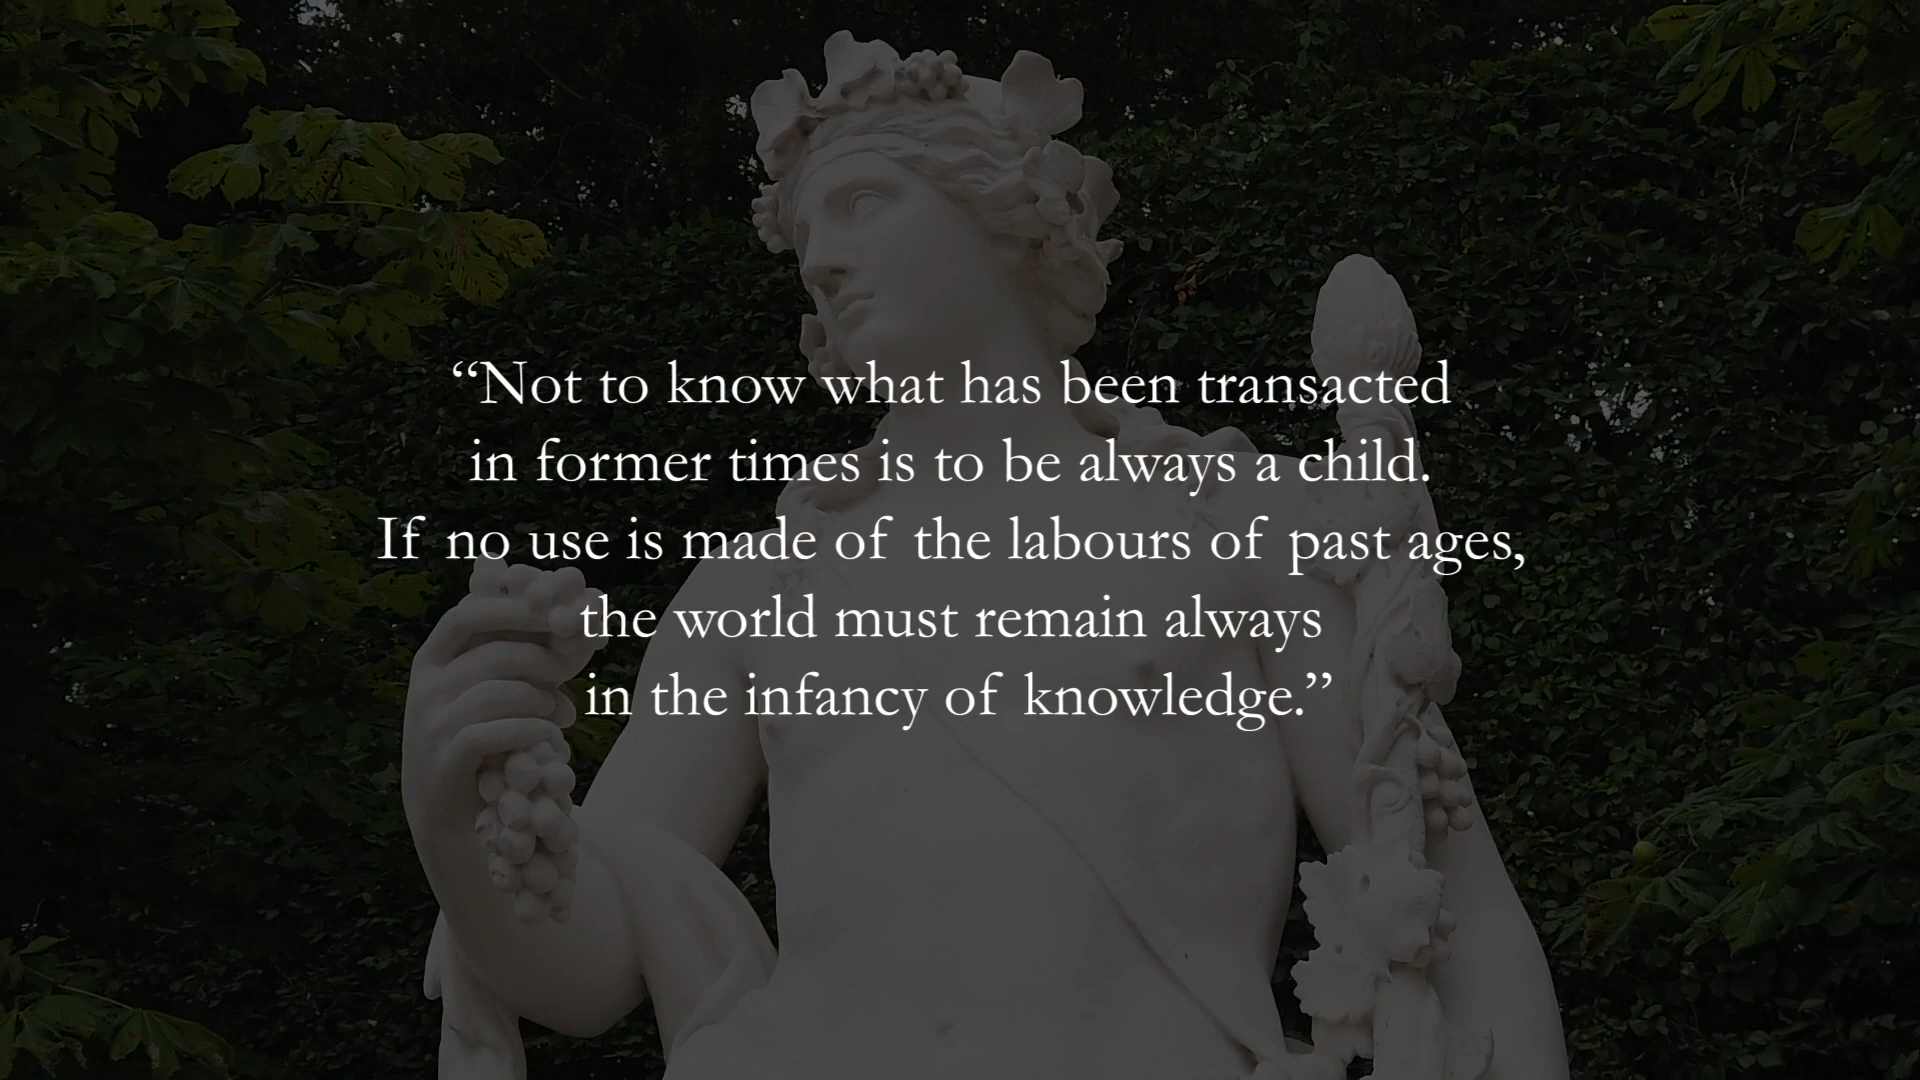 “Not to know what has been transacted
in former times is to be always a child.
If no use is made of the labours of past ages,
the world must remain always
in the infancy of knowledge.”